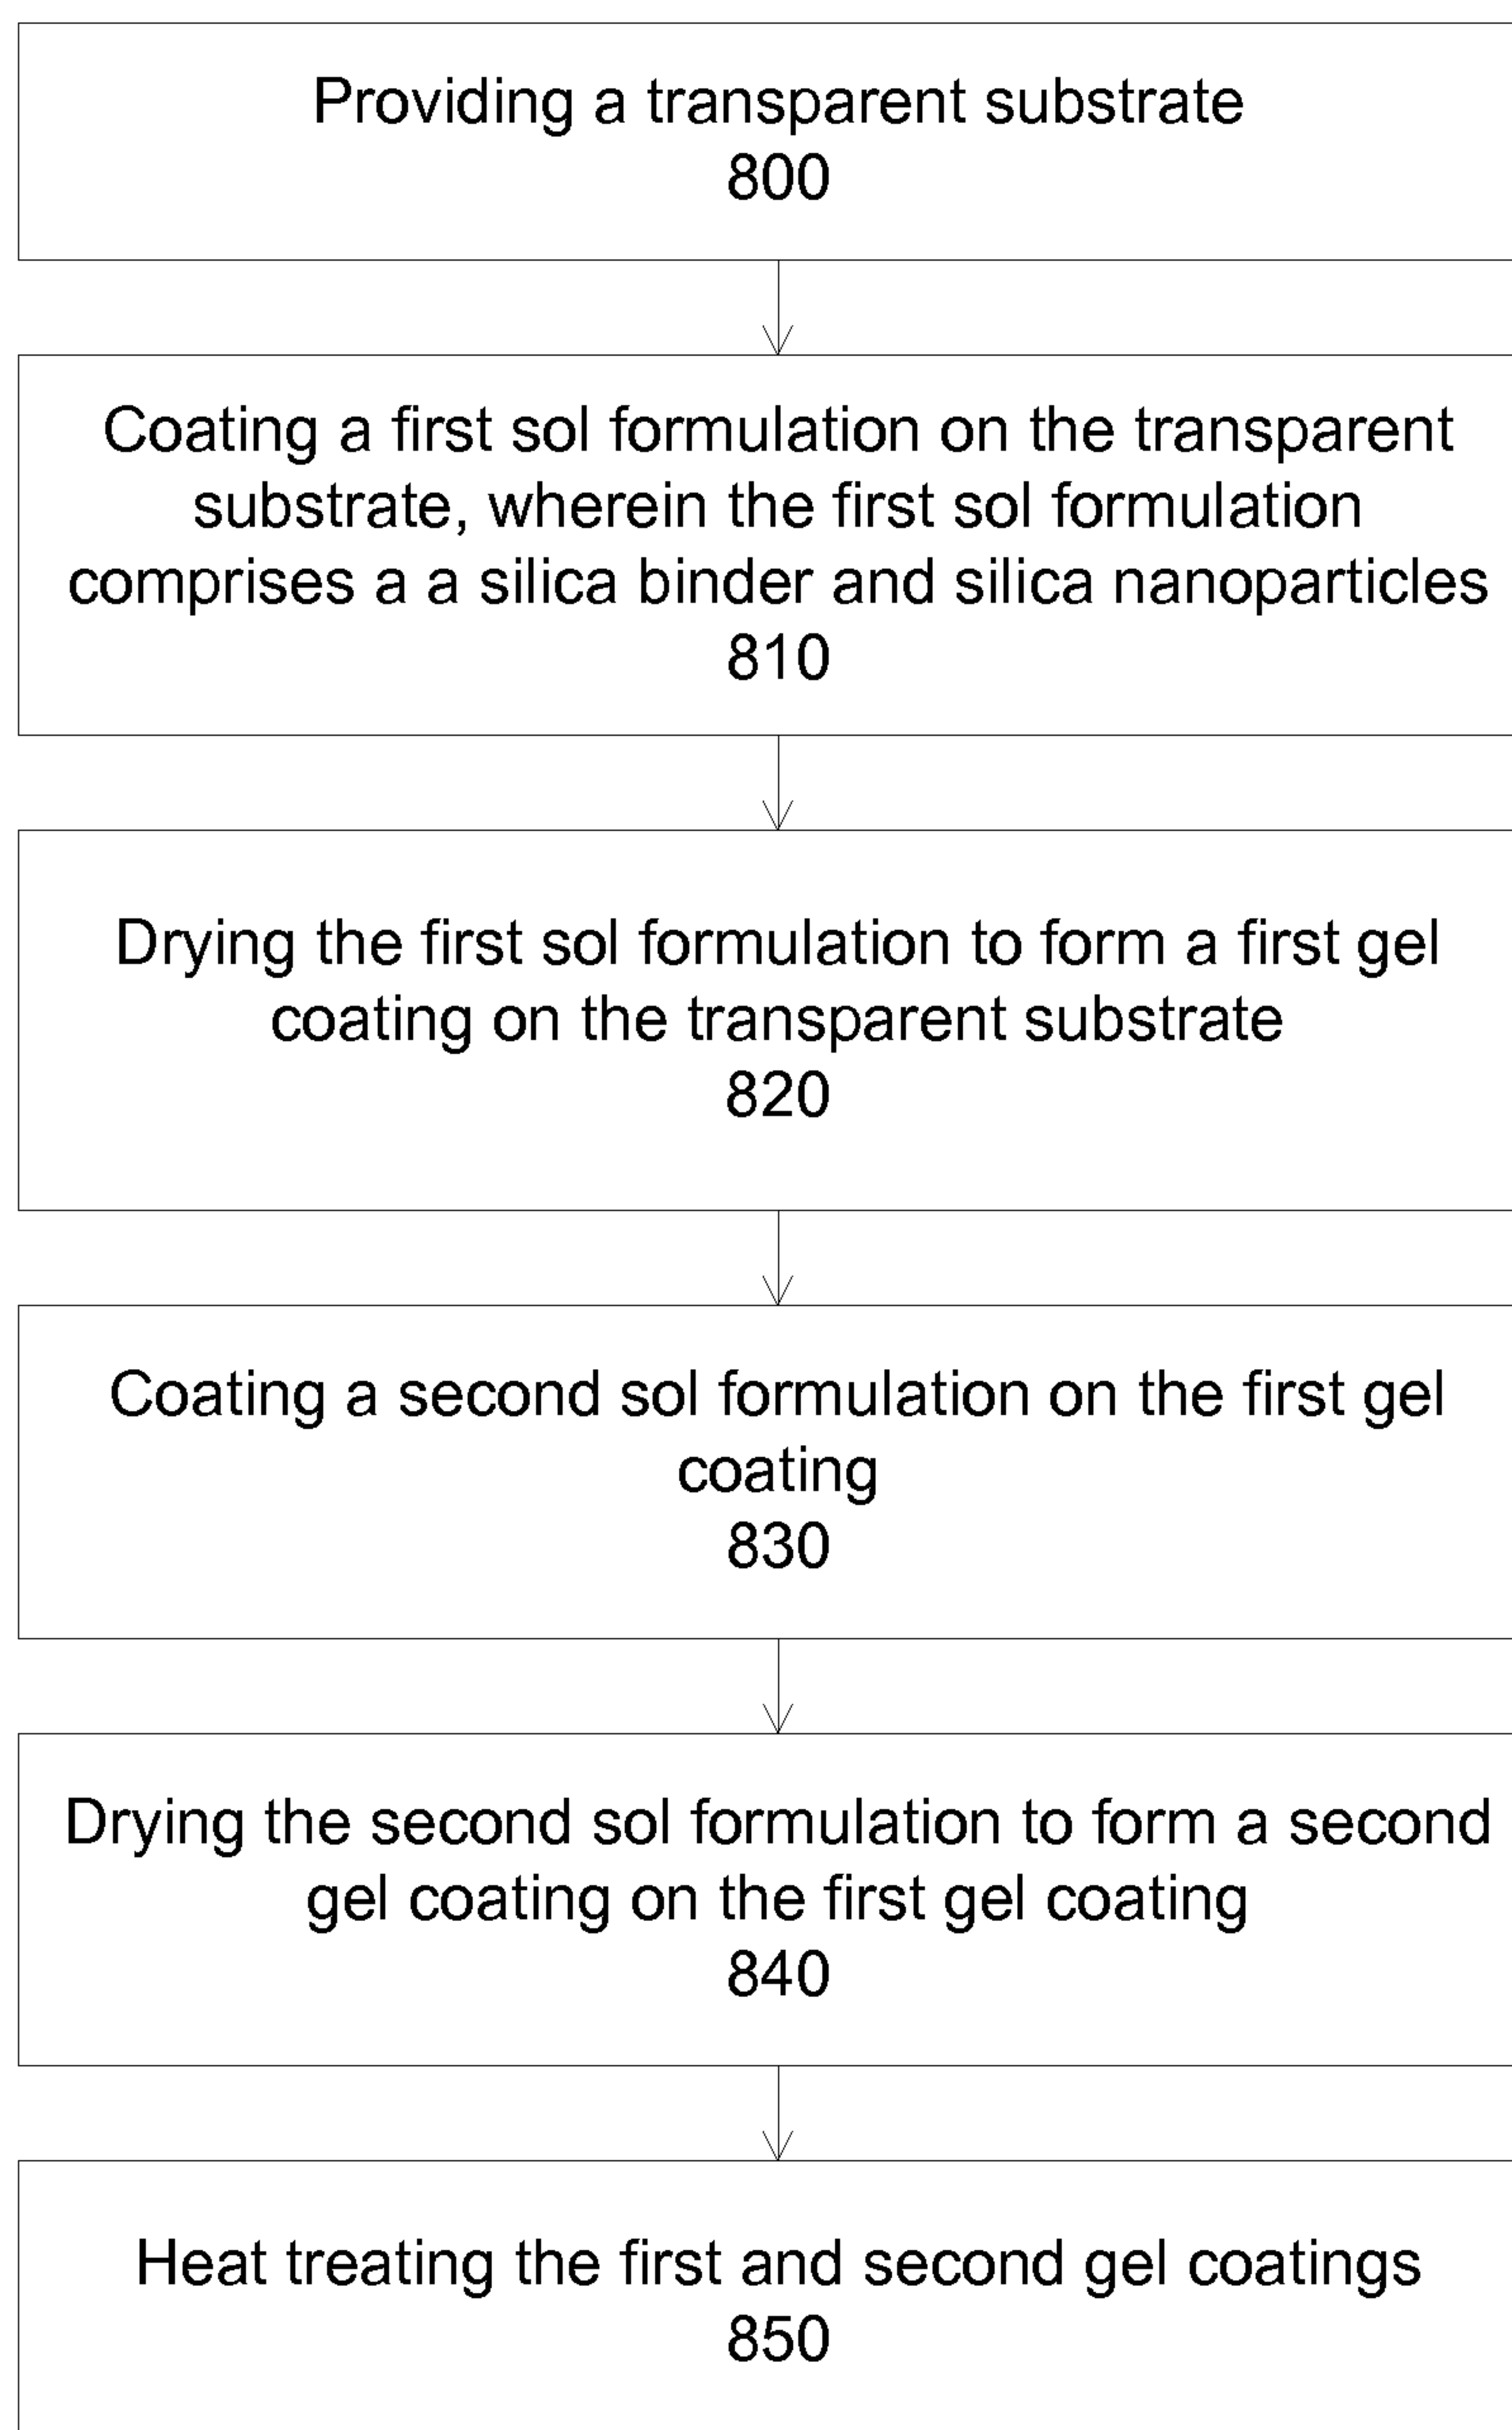 Providing a transparent substrate
800
Coating a first sol formulation on the transparent
substrate, wherein the first sol formulation
comprises a a silica binder and silica nanoparticles
810
Drying the first sol formulation to form a first gel
coating on the transparent substrate
820
Coating a second sol formulation on the first gel
coating
830
Drying the second sol formulation to form a second
gel coating on the first gel coating
840
Heat treating the first and second gel coatings
850